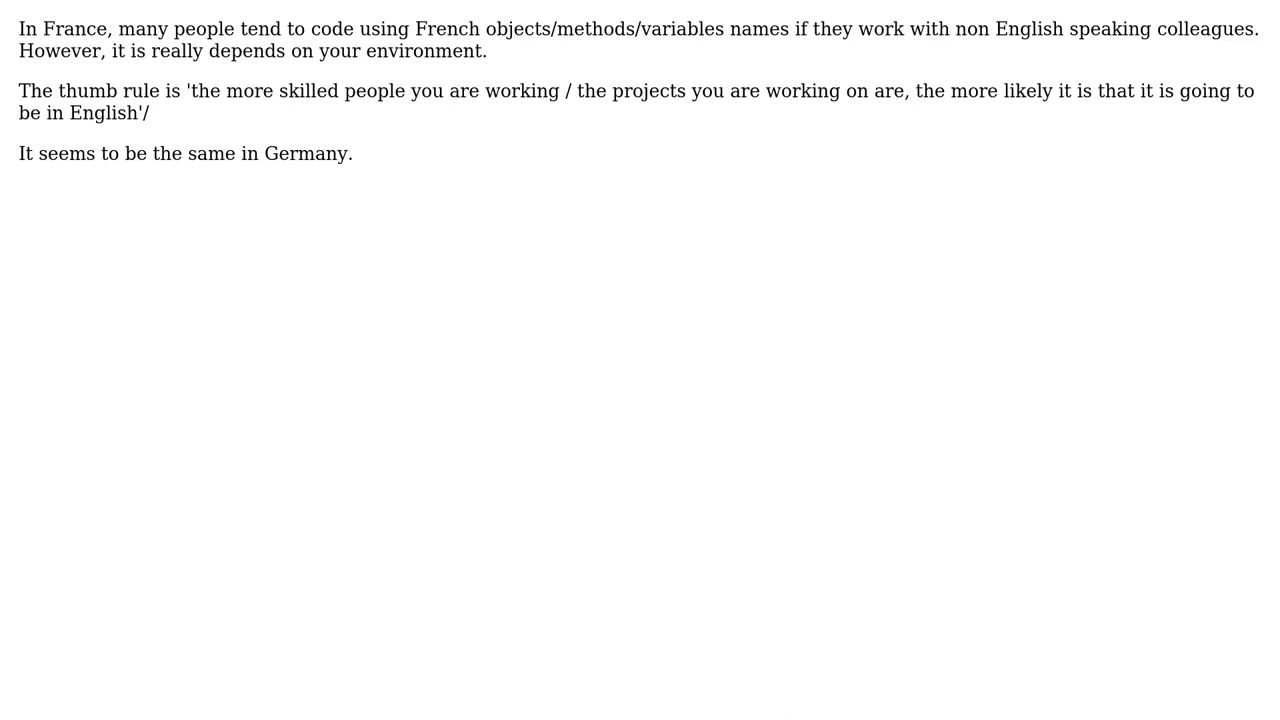 In France, many people tend to code using French objects/methods/variables names if they work with non English speaking colleagues.
However, it is really depends on your environment.
The thumb rule is 'the more skilled people you are working / the projects you are working on are, the more likely it is that it is going to
be in English'/
It seems to be the same in Germany.